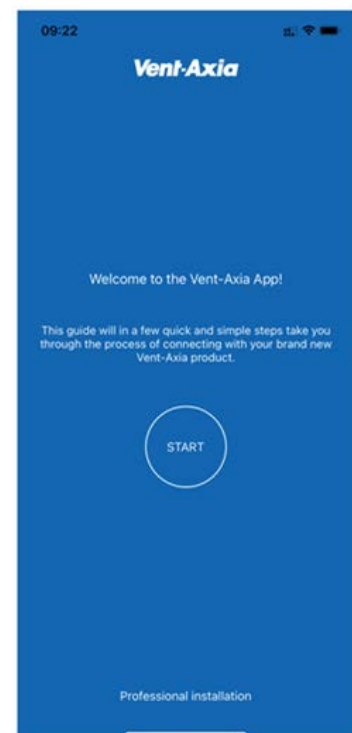 09:22
Vent-Axia
Welcome to the Vent-Axia App!
This guide will in a few quick and simple steps take you
through the process of connecting with your brand new
Vent-Axia product.
START
Professional installation